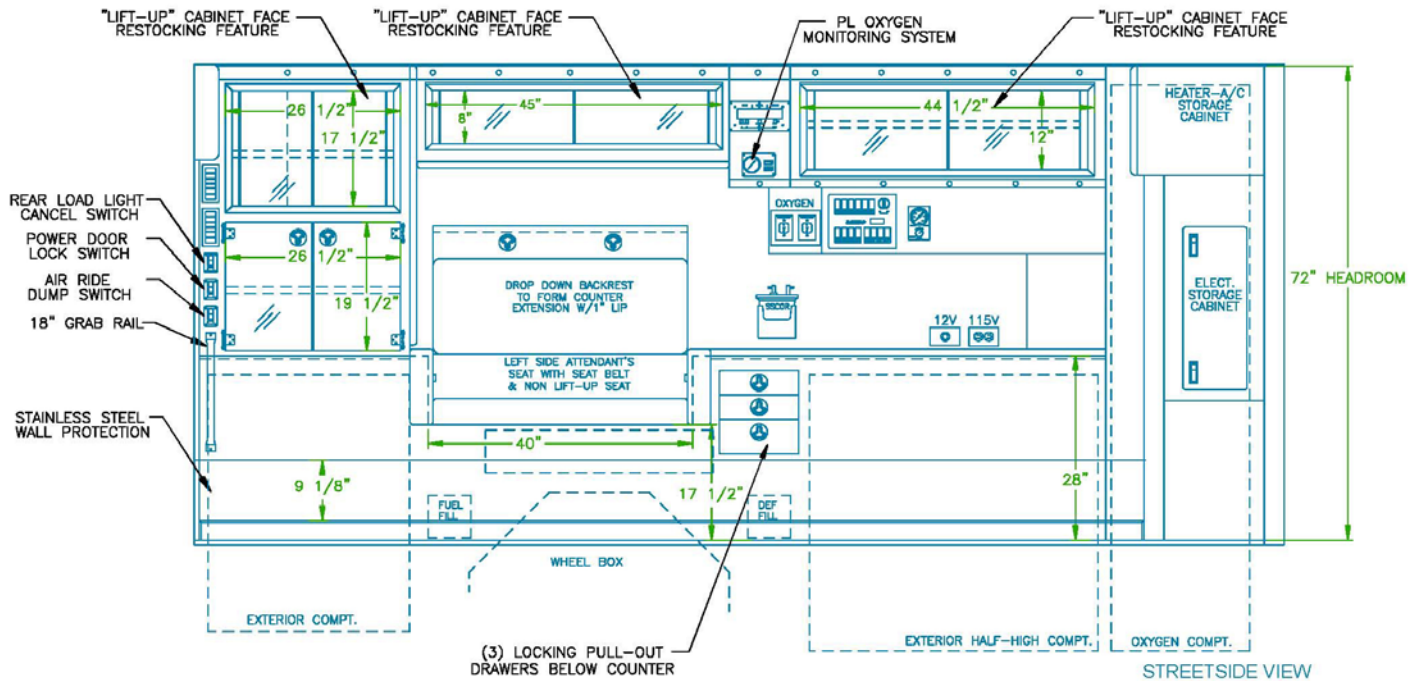 "LIFT-UP" CABINET FACE
RESTOCKING FEATURE
"LIFT-UP" CABINET FACE
RESTOCKING FEATURE
PL OXYGEN
MONITORING SYSTEM
"LIFT-UP" CABINET FACE
RESTOCKING FEATURE
26 1/2"
17 1/2"
45"
8"
44 1/2"
12"
HEATER-A/C
STORAGE
CABINET
REAR LOAD LIGHT
CANCEL SWITCH
POWER DOOR
LOCK SWITCH
AIR RIDE
DUMP SWITCH
18" GRAB RAIL
STAINLESS STEEL
WALL PROTECTION
26 1/2"
19 1/2"
OXYGEN
DROP DOWN BACKREST
TO FORM COUNTER
EXTENSION W/1" LIP
SSCOR
12V
115V
ELECT.
STORAGE
CABINET
72" HEADROOM
LEFT SIDE ATTENDANT'S
SEAT WITH SEAT BELT
& NON LIFT-UP SEAT
40"
9 1/8"
17 1/2"
28"
FUEL
FILL
DEF
FILL
WHEEL BOX
EXTERIOR COMPT.
(3) LOCKING PULL-OUT
DRAWERS BELOW COUNTER
EXTERIOR HALF-HIGH COMPT.
OXYGEN COMPT.
STREETSIDE VIEW